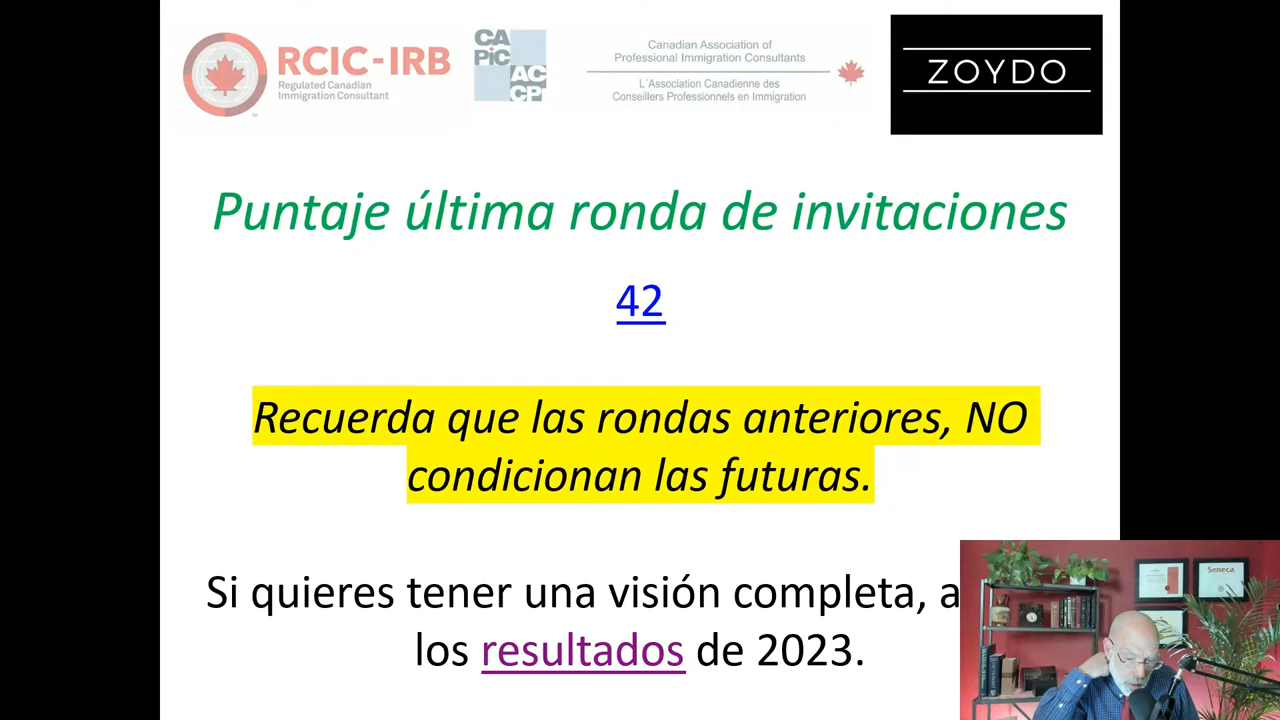 RCIC-IRB
Regulated Canadian
Immigration Consultant
CA
PiC
AC
CP
Canadian Association of
Professional Immigration Consultants
L´Association Canadienne des
Conseillers Professionnels en Immigration
ZOYDO
Puntaje última ronda de invitaciones
42
Recuerda que las rondas anteriores, NO
condicionan las futuras.
Si quieres tener una visión completa, a
los resultados de 2023.
Seneca